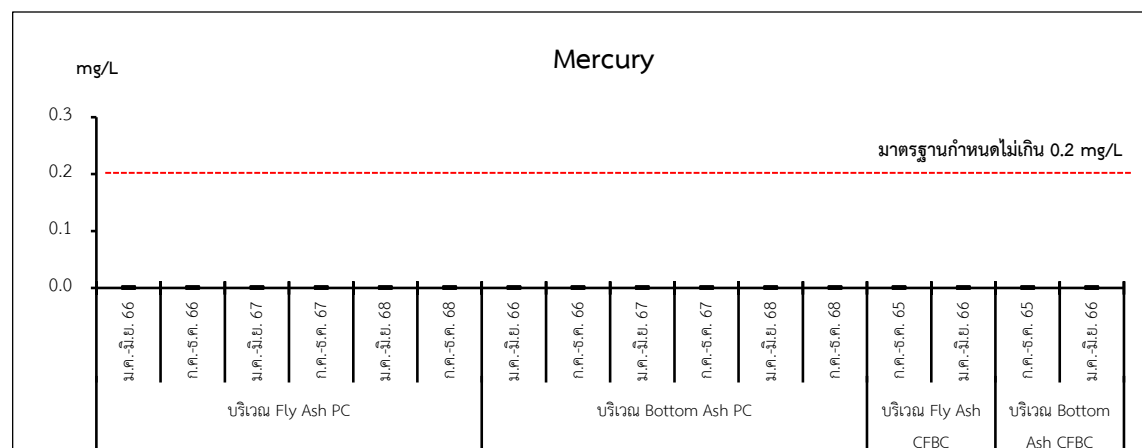 Mercury
mg/L
0.3
มาตรฐานกำหนดไม่เกิน 0.2 mg/L
0.2
0.1
0.0
ม.ค.-มิ.ย. 66
ก.ค.-ธ.ค. 66
ม.ค.-มิ.ย. 67
ก.ค.-ธ.ค. 67
ม.ค.-มิ.ย. 68
ก.ค.-ธ.ค. 68
ม.ค.-มิ.ย. 66
ก.ค.-ธ.ค. 66
ม.ค.-มิ.ย. 67
ก.ค.-ธ.ค. 67
ม.ค.-มิ.ย. 68
ก.ค.-ธ.ค. 68
ก.ค.-ธ.ค. 65
ม.ค.-มิ.ย. 66
ก.ค.-ธ.ค. 65
ม.ค.-มิ.ย. 66
บริเวณ Fly Ash PC
บริเวณ Bottom Ash PC
บริเวณ Fly Ash
CFBC
บริเวณ Bottom
Ash CFBC